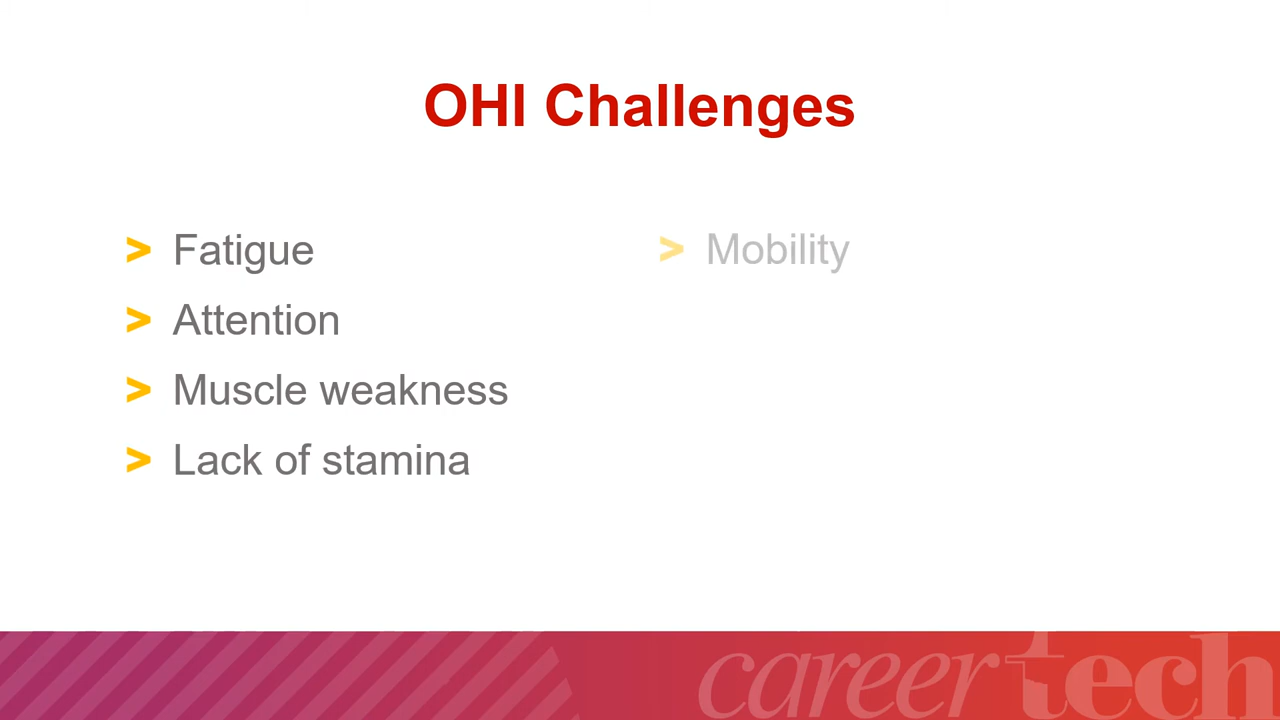 OHI Challenges
> Fatigue
> Attention
> Muscle weakness
> Lack of stamina
> Mobility
careertech